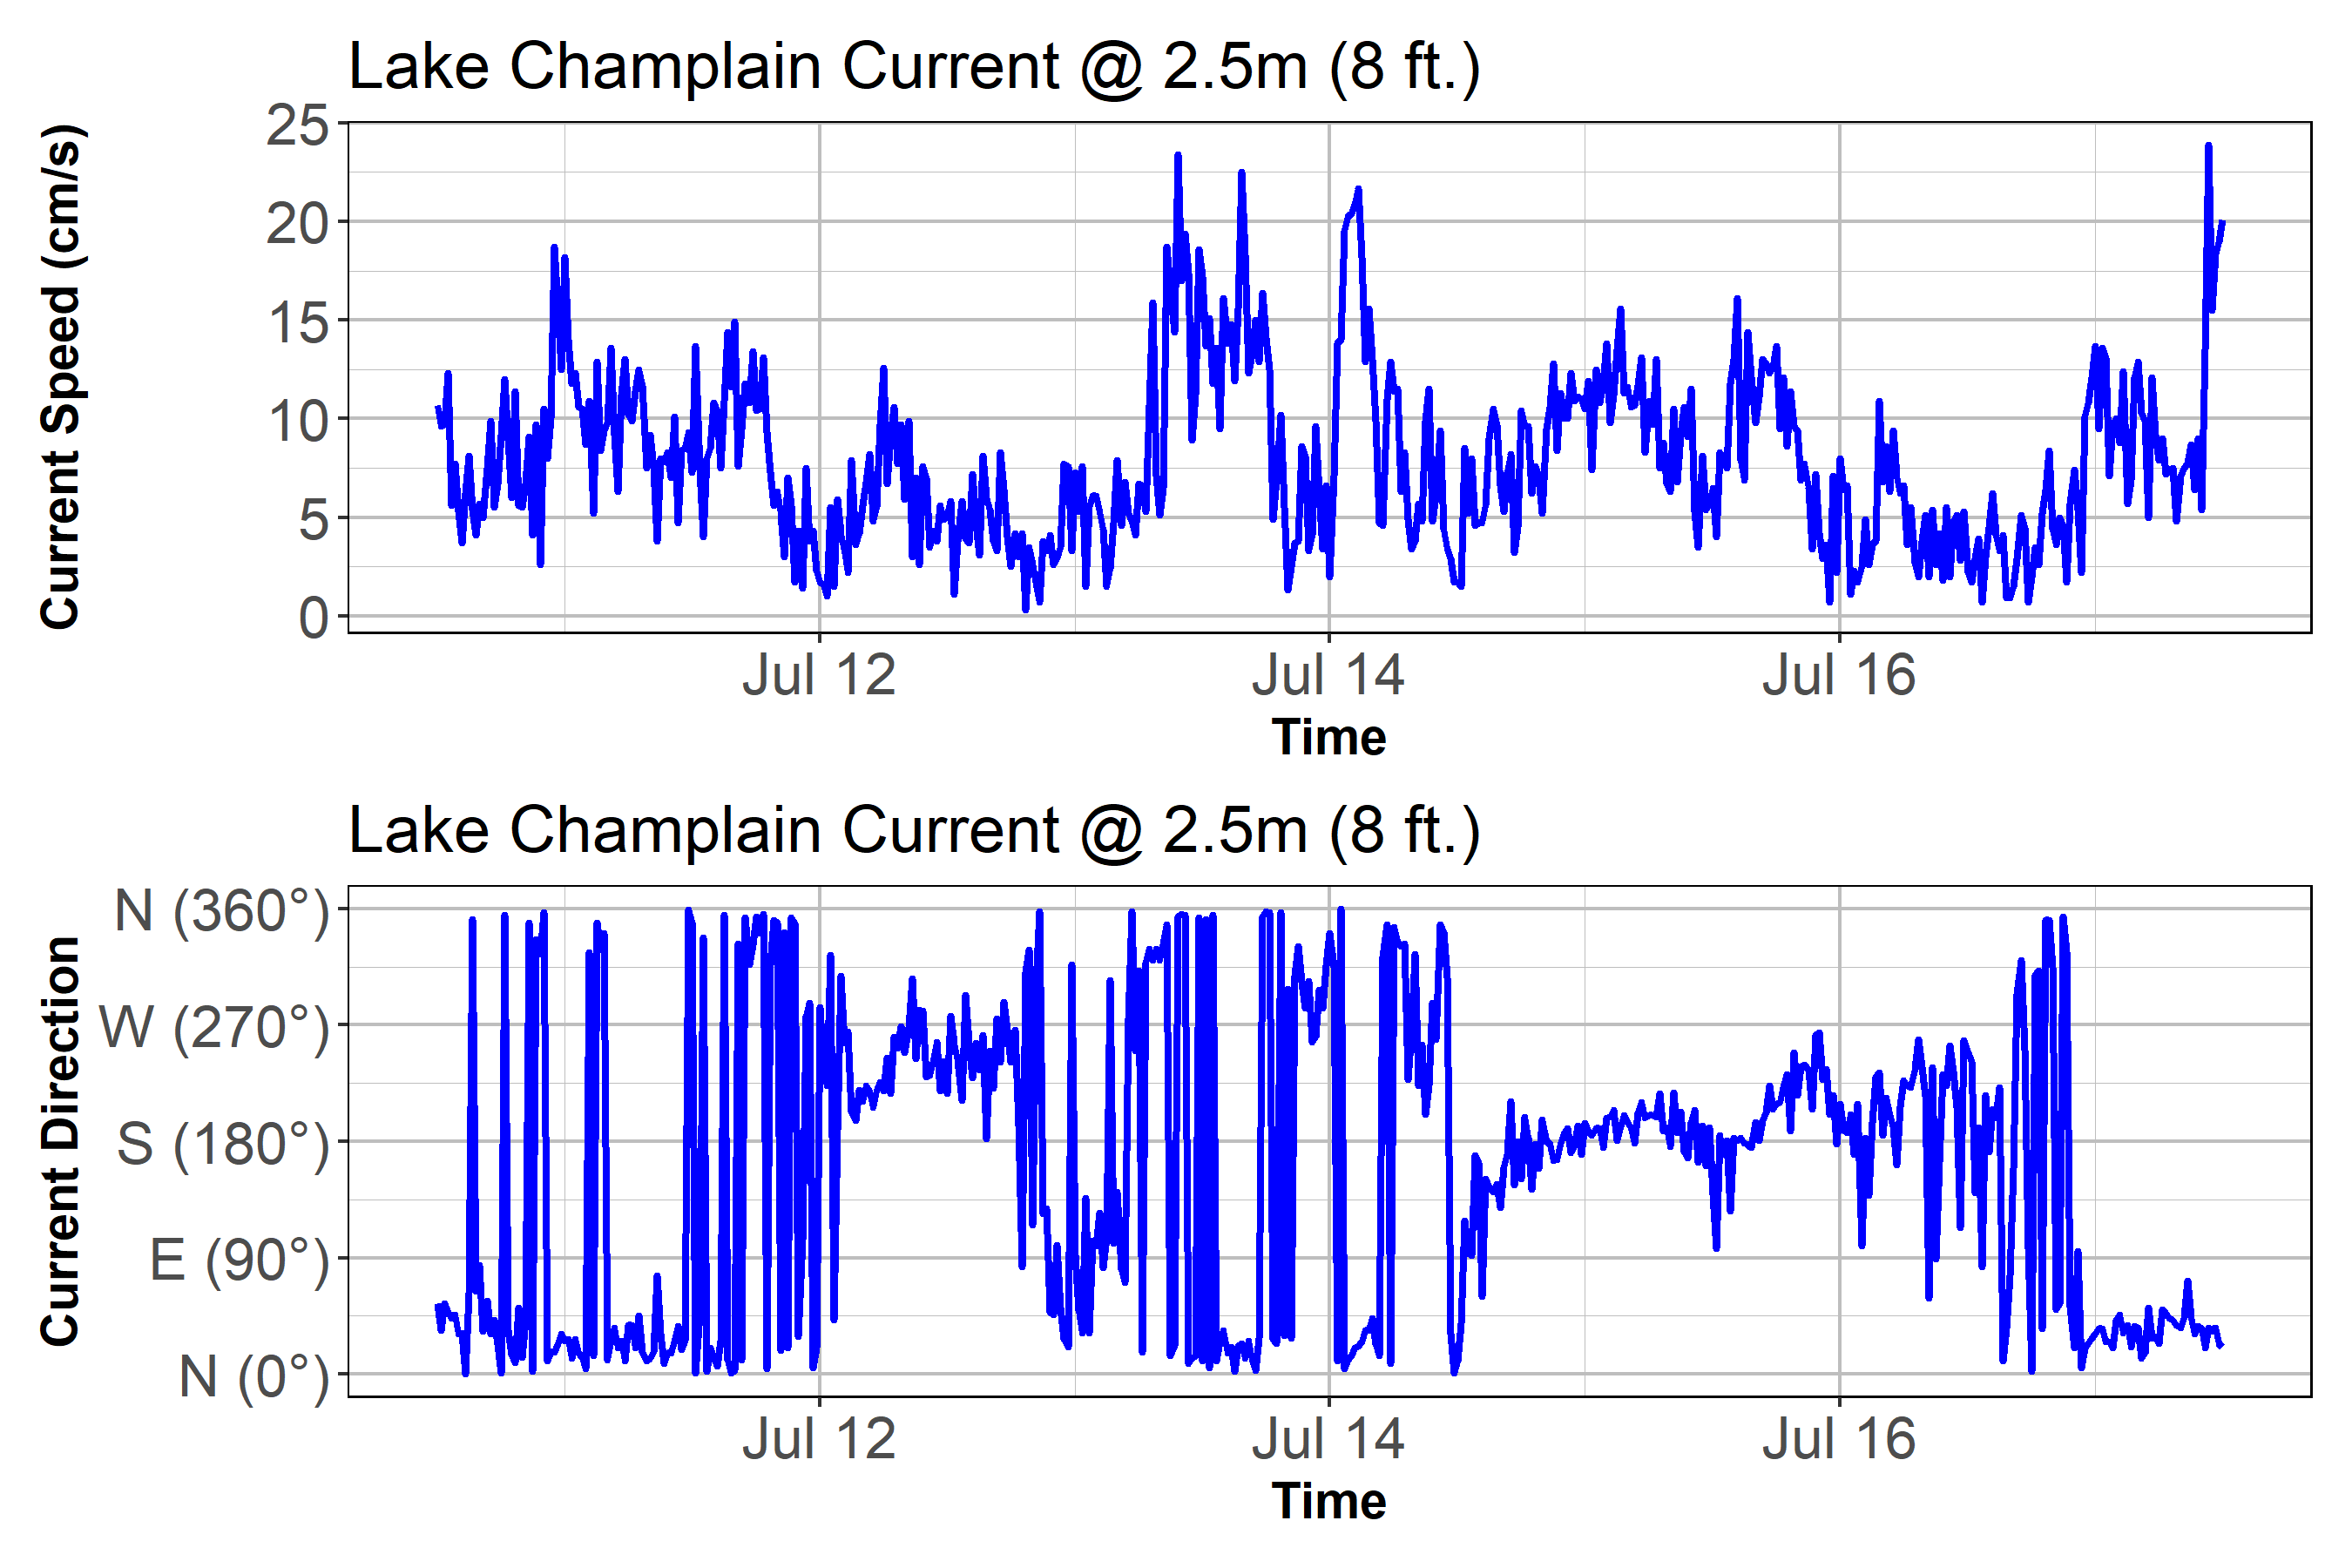 Lake Champlain Current @ 2.5m (8 ft.)
Current Speed (cm/s)
25
20
15
10
5
0
Jul 12 Jul 14 Jul 16
Time
Lake Champlain Current @ 2.5m (8 ft.)
Current Direction
N (360°)
W (270°)
S (180°)
E (90°)
N (0°)
Jul 12 Jul 14 Jul 16
Time